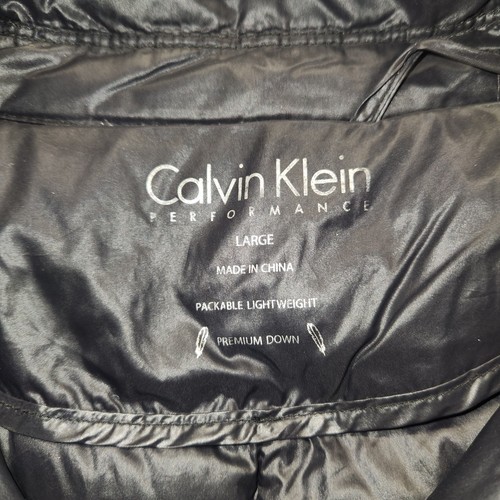 Calvin Klein
PERFORMANCE
LARGE
MADE IN CHINA
PACKABLE LIGHTWEIGHT
PREMIUM DOWN